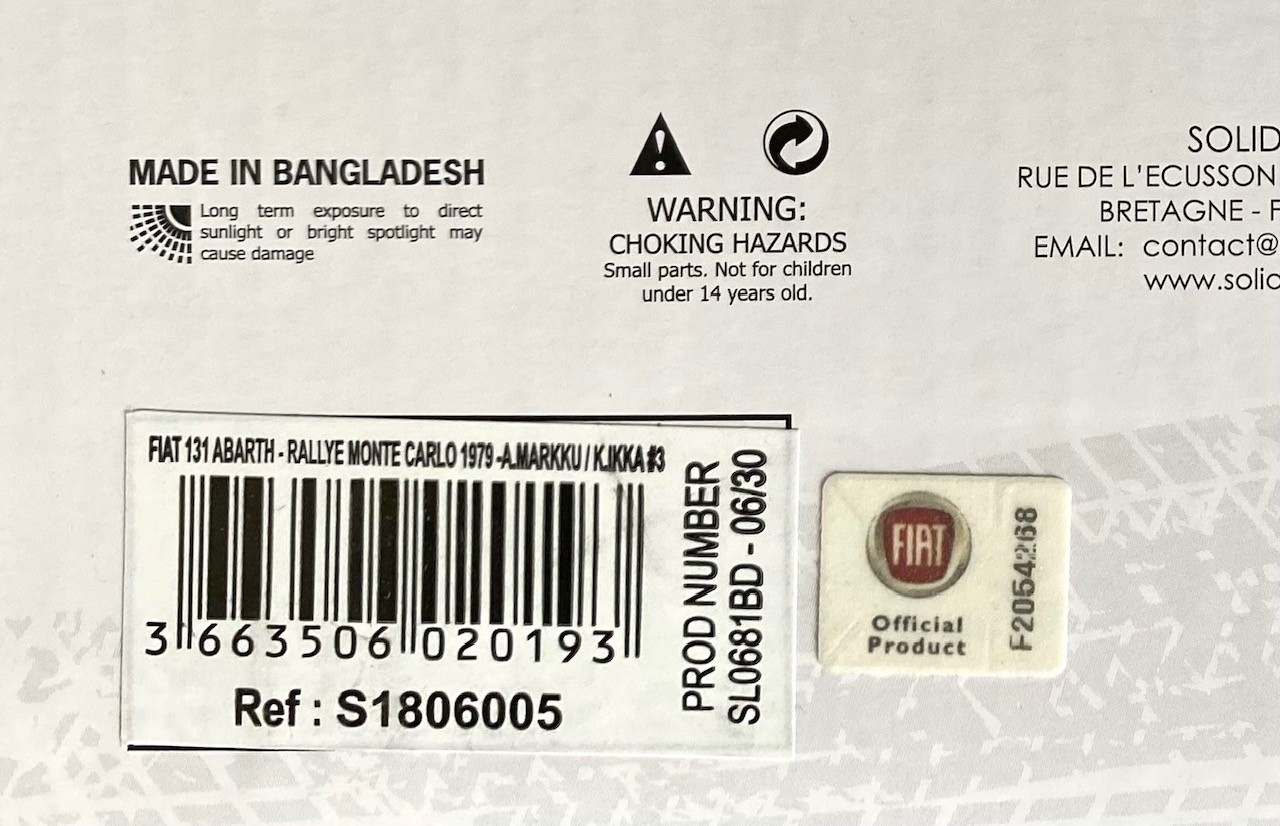 MADE IN BANGLADESH
Long term exposure to direct
sunlight or bright spotlight may
cause damage
WARNING:
CHOKING HAZARDS
Small parts. Not for children
under 14 years old.
SOLID
RUE DE L'ECUSSON
BRETAGNE - F
EMAIL: contact@
www.solid
FIAT 131 ABARTH - RALLYE MONTE CARLO 1979 -A.MARKKU / K.IKKA #3
3 663506 020193
Ref : S1806005
PROD NUMBER
SL0681BD - 06/30
FIAT
Official
Product
F2054268